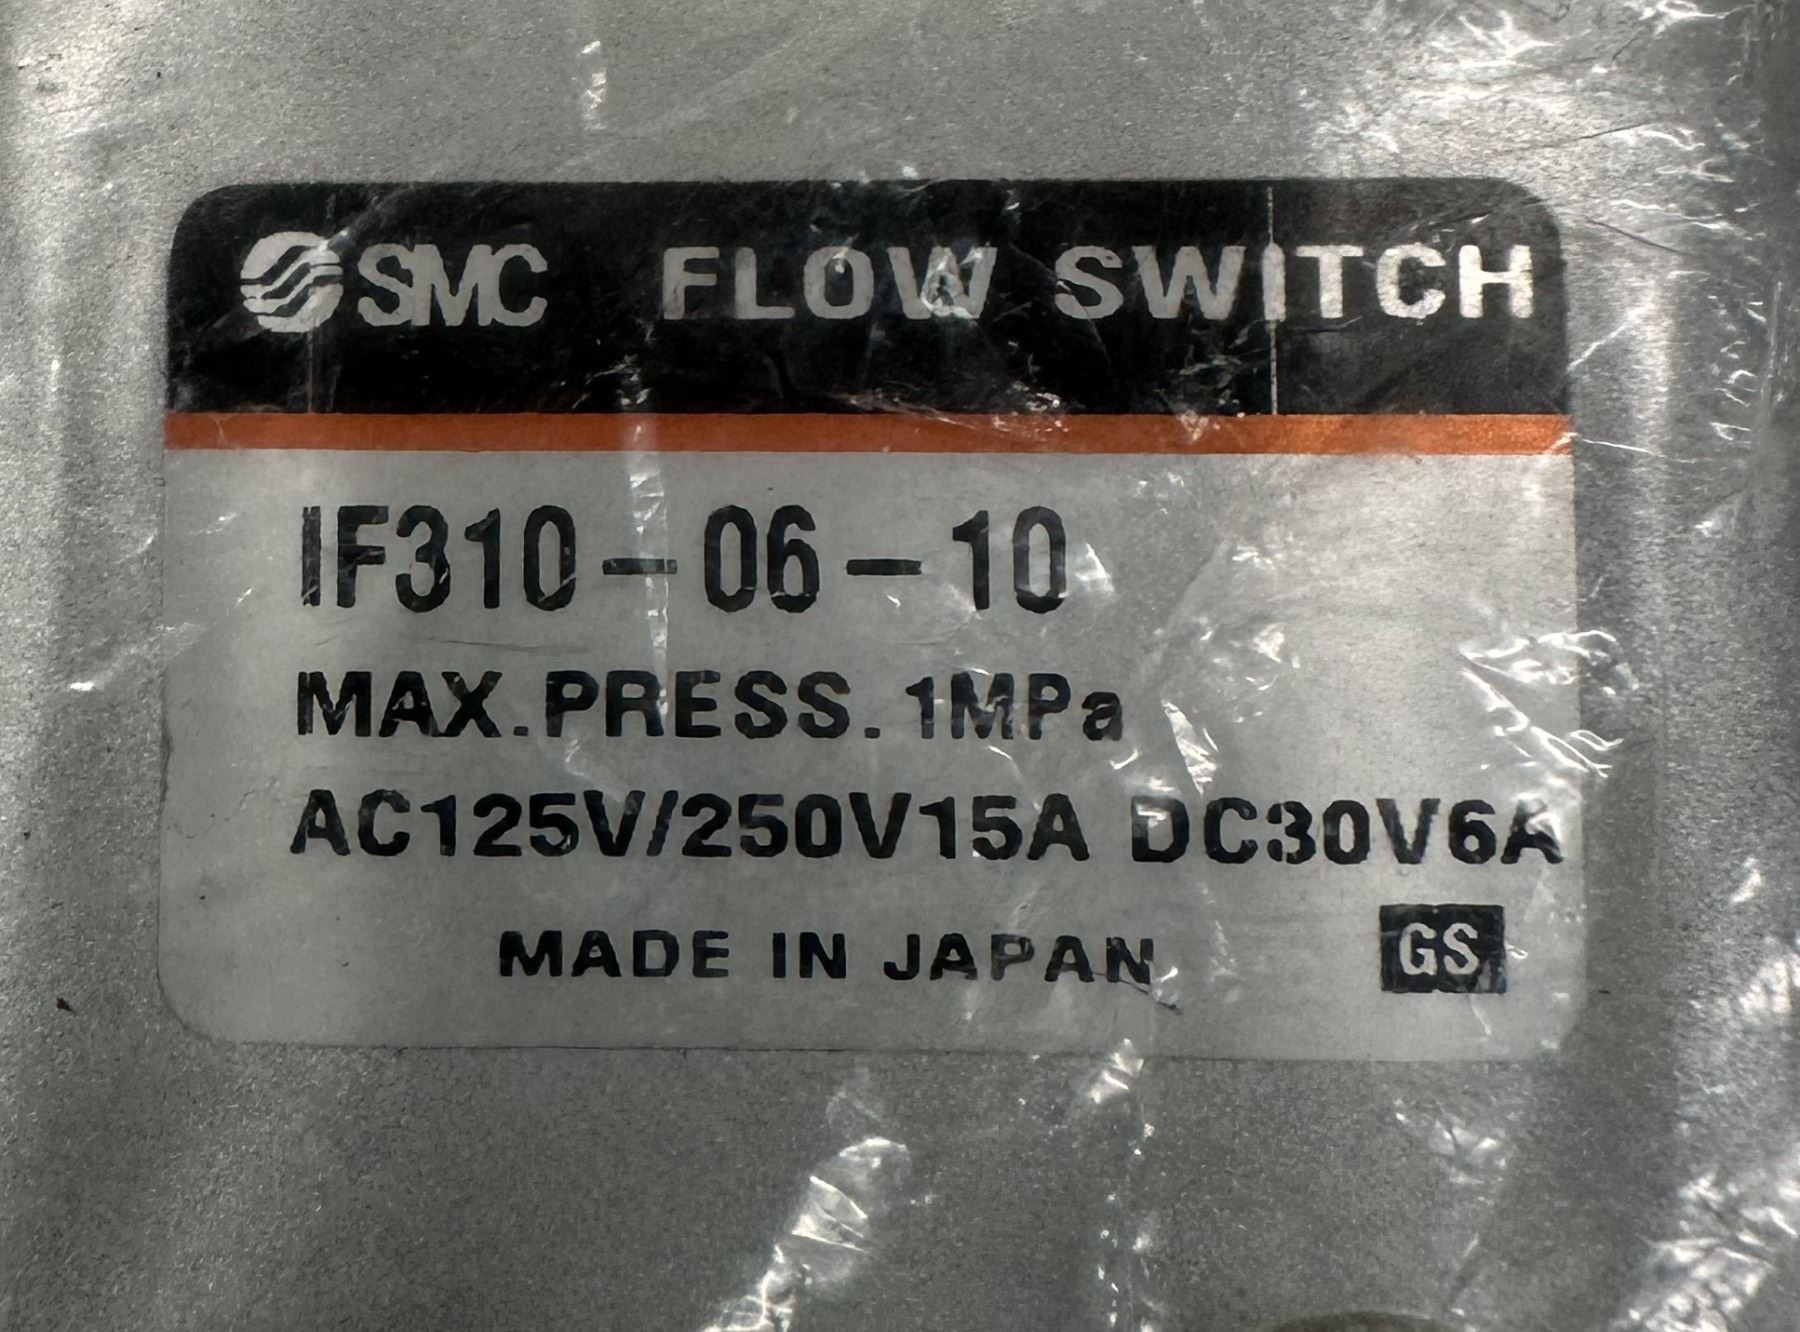 SMC FLOW SWITCH
IF310-06-10
MAX.PRESS. 1MPa
AC125V/250V15A DC30V6A
MADE IN JAPAN GS